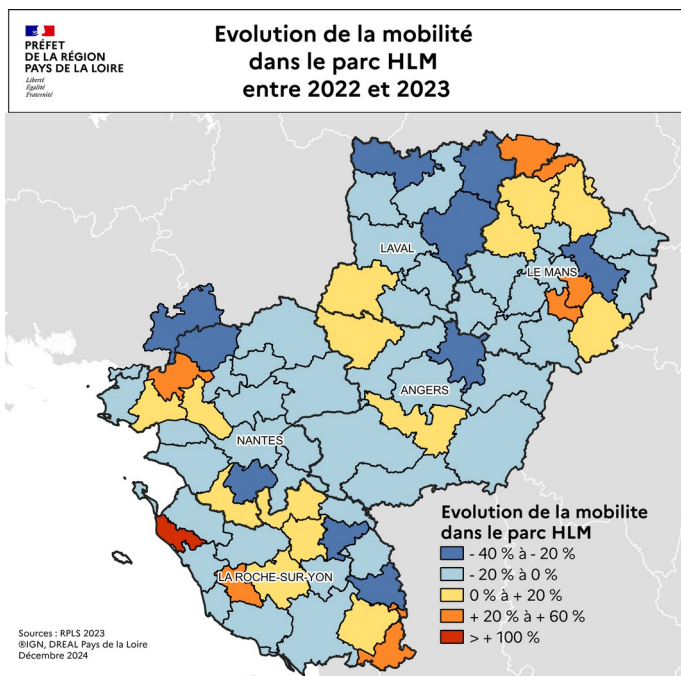 PRÉFET
DE LA RÉGION
PAYS DE LA LOIRE
Liberté
Égalité
Fraternité
Evolution de la mobilité
dans le parc HLM
entre 2022 et 2023
LAVAL
LE MANS
ANGERS
NANTES
LA ROCHE-SUR-YON
Evolution de la mobilite
dans le parc HLM
- 40 % à - 20 %
- 20 % à 0 %
0 % à + 20 %
+ 20 % à + 60 %
> + 100 %
Sources : RPLS 2023
®IGN, DREAL Pays de la Loire
Décembre 2024